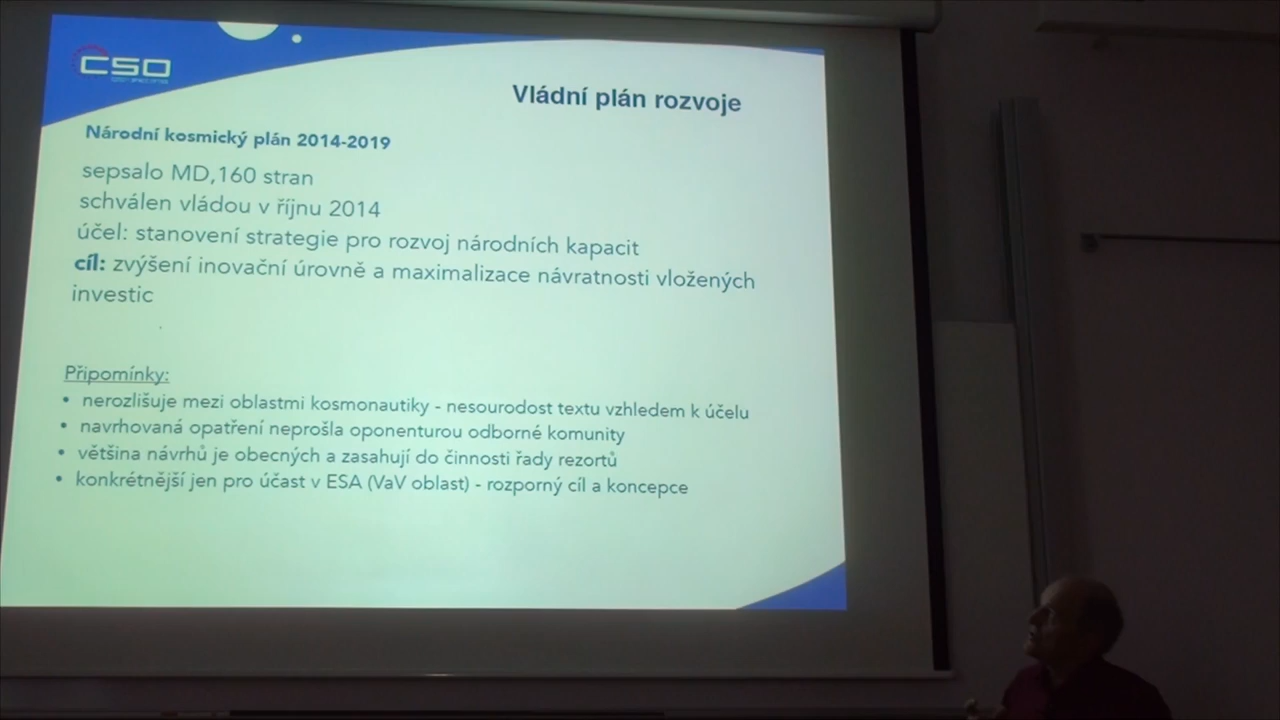 CSO
Vládní plán rozvoje
Národní kosmický plán 2014-2019
sepsalo MD,160 stran
schválen vládou v říjnu 2014
účel: stanovení strategie pro rozvoj národních kapacit
cíl: zvýšení inovační úrovně a maximalizace návratnosti vložených
investic
Připomínky:
• nerozlišuje mezi oblastmi kosmonautiky - nesourodost textu vzhledem k účelu
• navrhovaná opatření neprošla oponenturou odborné komunity
• většina návrhů je obecných a zasahují do činnosti řady rezortů
• konkrétnější jen pro účast v ESA (VaV oblast) - rozporný cíl a koncepce